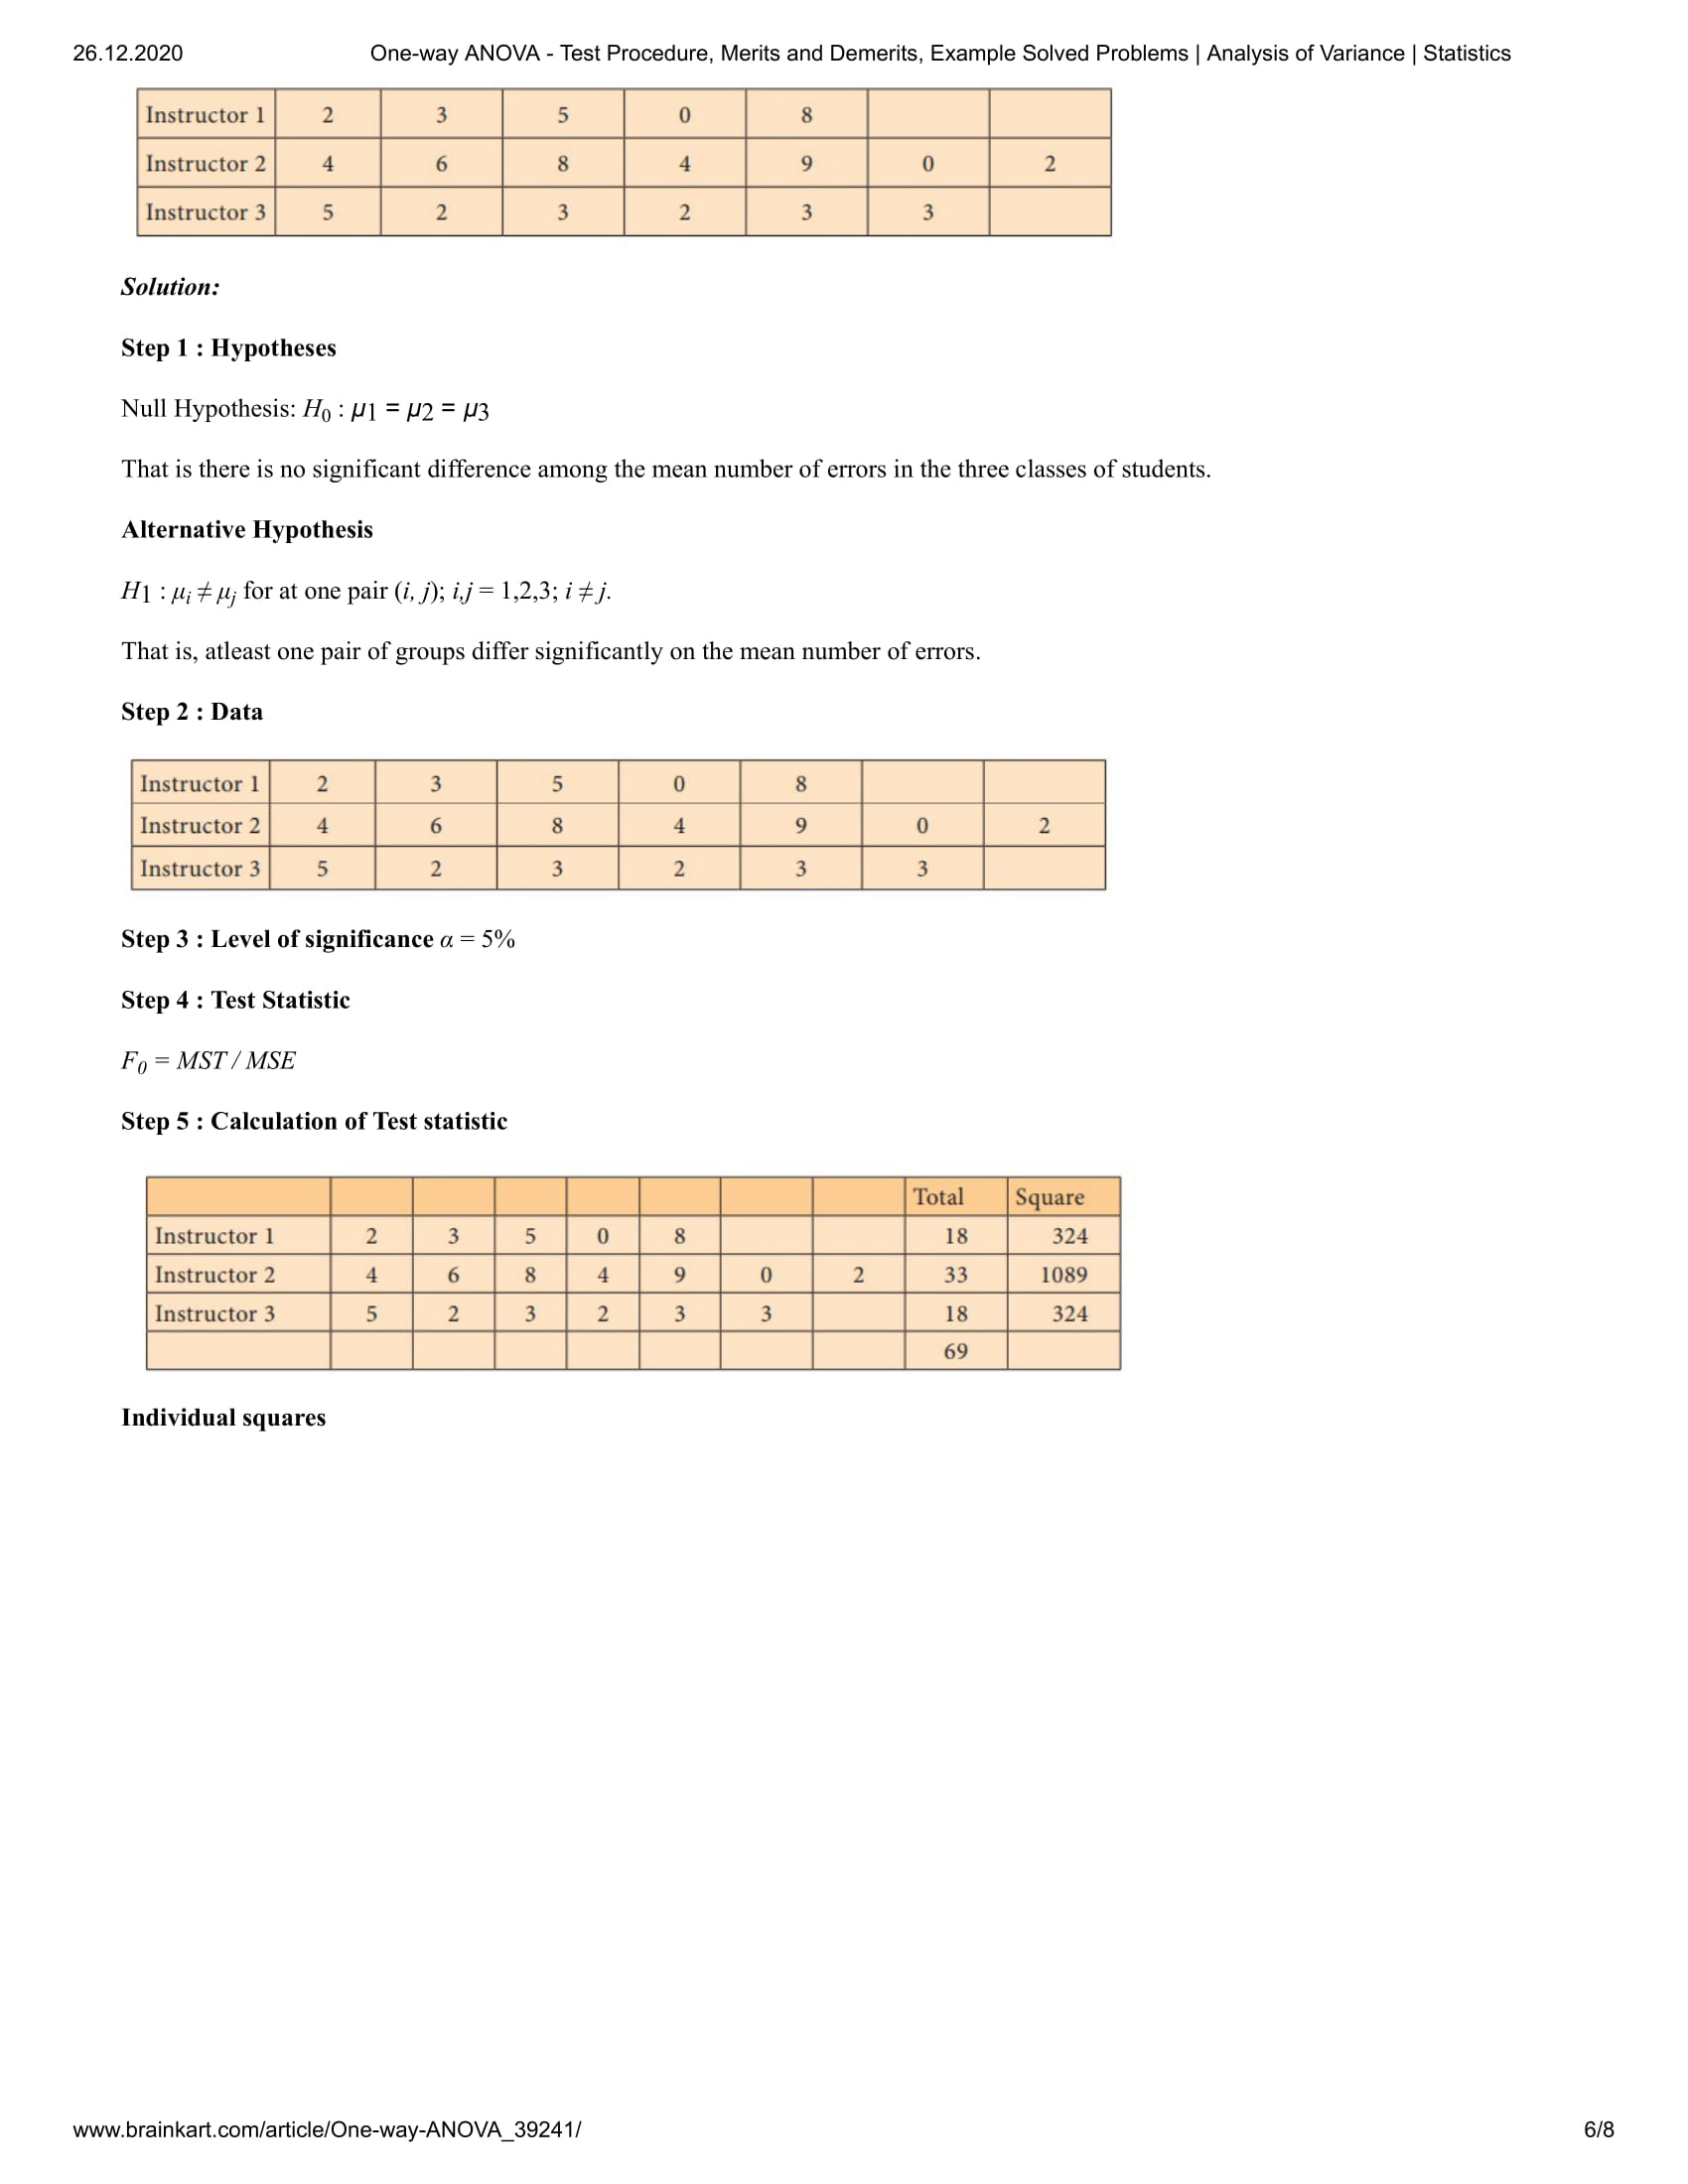 26.12.2020 One-way ANOVA - Test Procedure, Merits and Demerits, Example Solved Problems | Analysis of Variance | Statistics
Instructor 1 2 3 5 0 8
Instructor 2 4 6 8 4 9 0 2
Instructor 3 5 2 3 2 3 3
Solution:
Step 1 : Hypotheses
Null Hypothesis: H0 : μ1 = μ2 = μ3
That is there is no significant difference among the mean number of errors in the three classes of students.
Alternative Hypothesis
H1 : μi ≠ μj for at one pair (i, j); i,j = 1,2,3; i ≠ j.
That is, atleast one pair of groups differ significantly on the mean number of errors.
Step 2 : Data
Instructor 1 2 3 5 0 8
Instructor 2 4 6 8 4 9 0 2
Instructor 3 5 2 3 2 3 3
Step 3 : Level of significance α = 5%
Step 4 : Test Statistic
F0 = MST / MSE
Step 5 : Calculation of Test statistic
Total Square
Instructor 1 2 3 5 0 8 18 324
Instructor 2 4 6 8 4 9 0 2 33 1089
Instructor 3 5 2 3 2 3 3 18 324
69
Individual squares
www.brainkart.com/article/One-way-ANOVA_39241/ 6/8